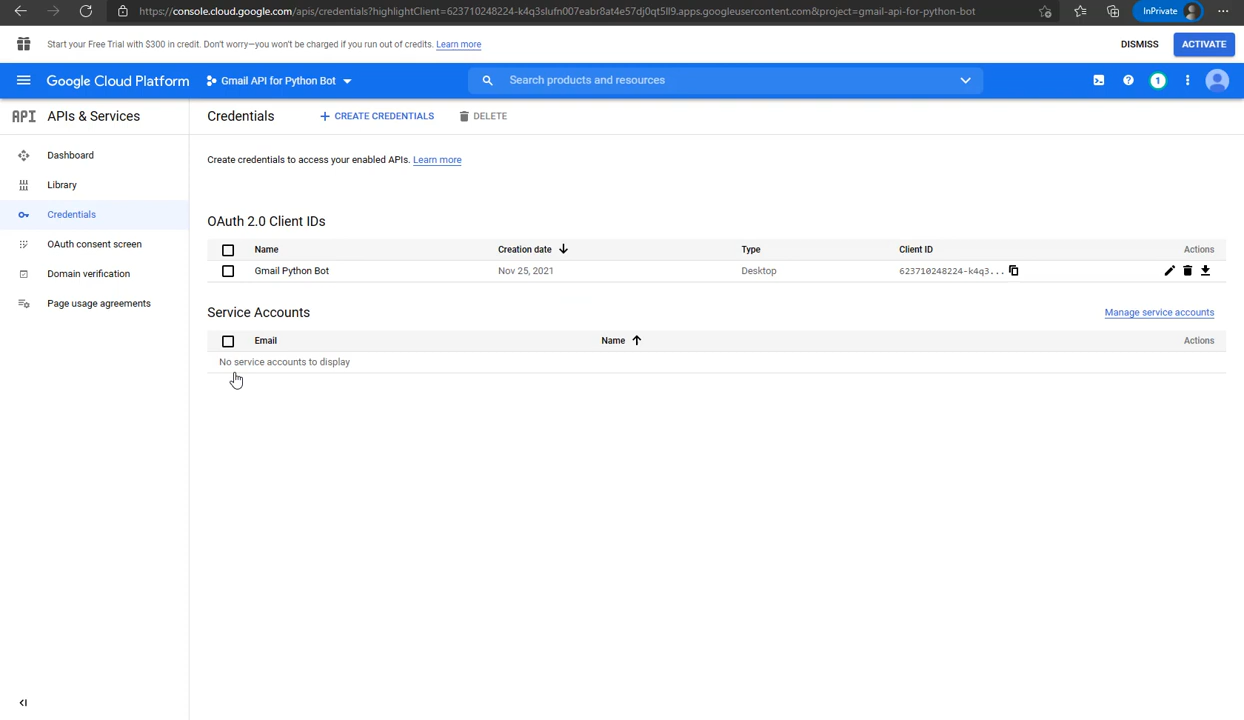 https://console.cloud.google.com/apis/credentials?highlightClient=623710248224-k4q3slufn007eabr8at4e57dj0qt5ll9.apps.googleusercontent.com&project=gmail-api-for-python-bot
InPrivate
Start your Free Trial with $300 in credit. Don't worry—you won't be charged if you run out of credits. Learn more
DISMISS
ACTIVATE
Google Cloud Platform
Gmail API for Python Bot
Search products and resources
1
API APIs & Services
Credentials
CREATE CREDENTIALS
DELETE
Dashboard
Library
Credentials
OAuth consent screen
Domain verification
Page usage agreements
Create credentials to access your enabled APIs. Learn more
OAuth 2.0 Client IDs
Name Creation date Type Client ID Actions
Gmail Python Bot Nov 25, 2021 Desktop 623710248224-k4q3...
Service Accounts
Manage service accounts
Email Name Actions
No service accounts to display